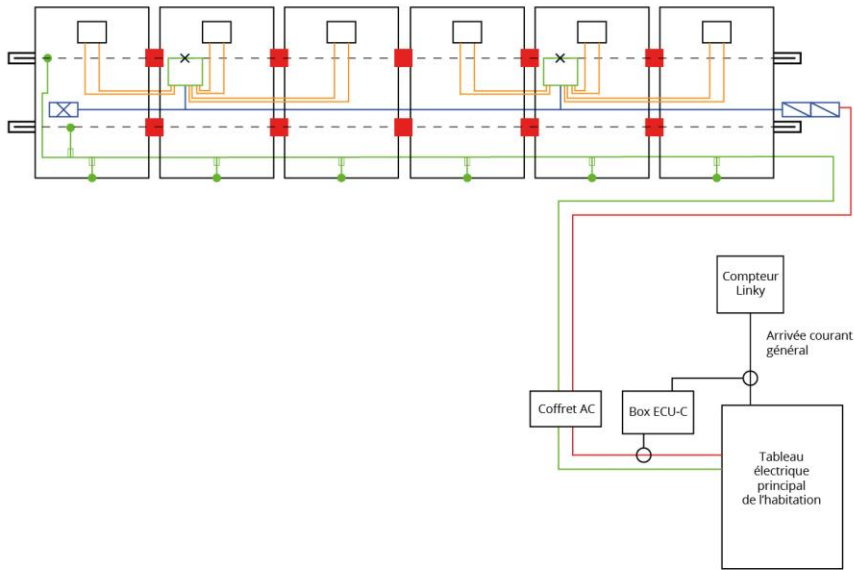 Compteur
Linky
Arrivée courant
général
Coffret AC
Box ECU-C
Tableau
électrique
principal
de l'habitation